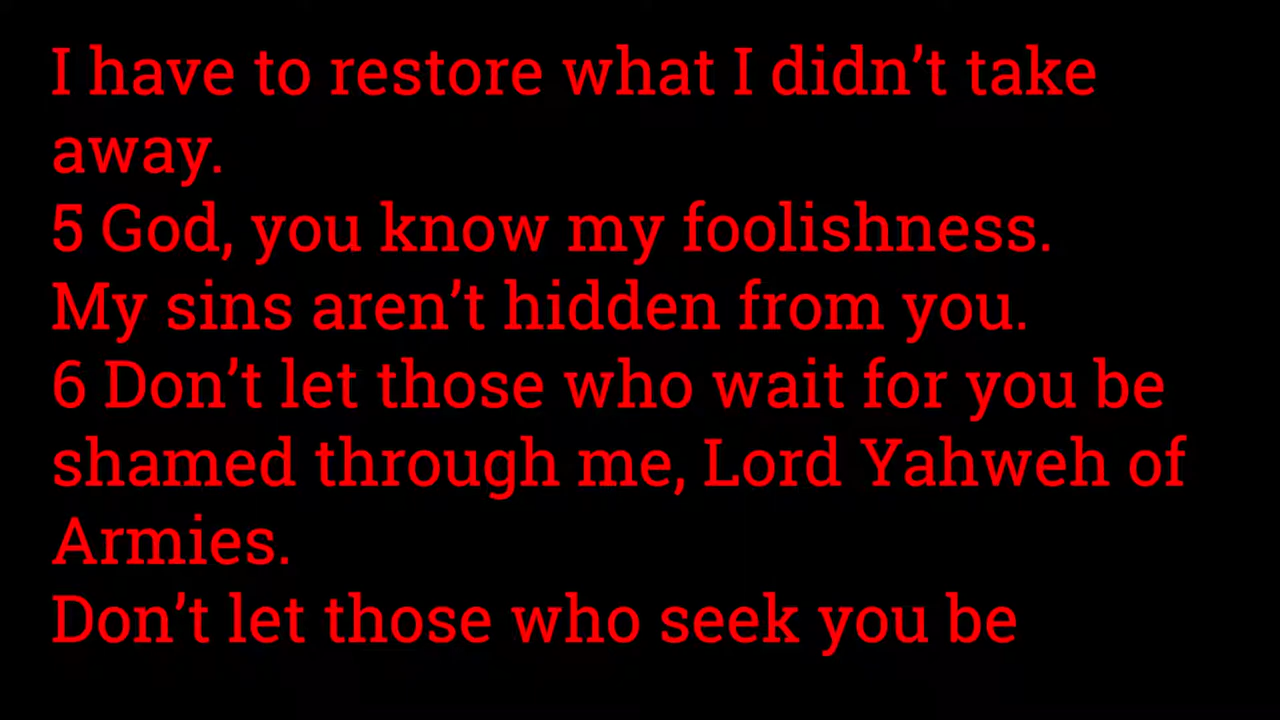 I have to restore what I didn’t take
away.
5 God, you know my foolishness.
My sins aren’t hidden from you.
6 Don’t let those who wait for you be
shamed through me, Lord Yahweh of
Armies.
Don’t let those who seek you be